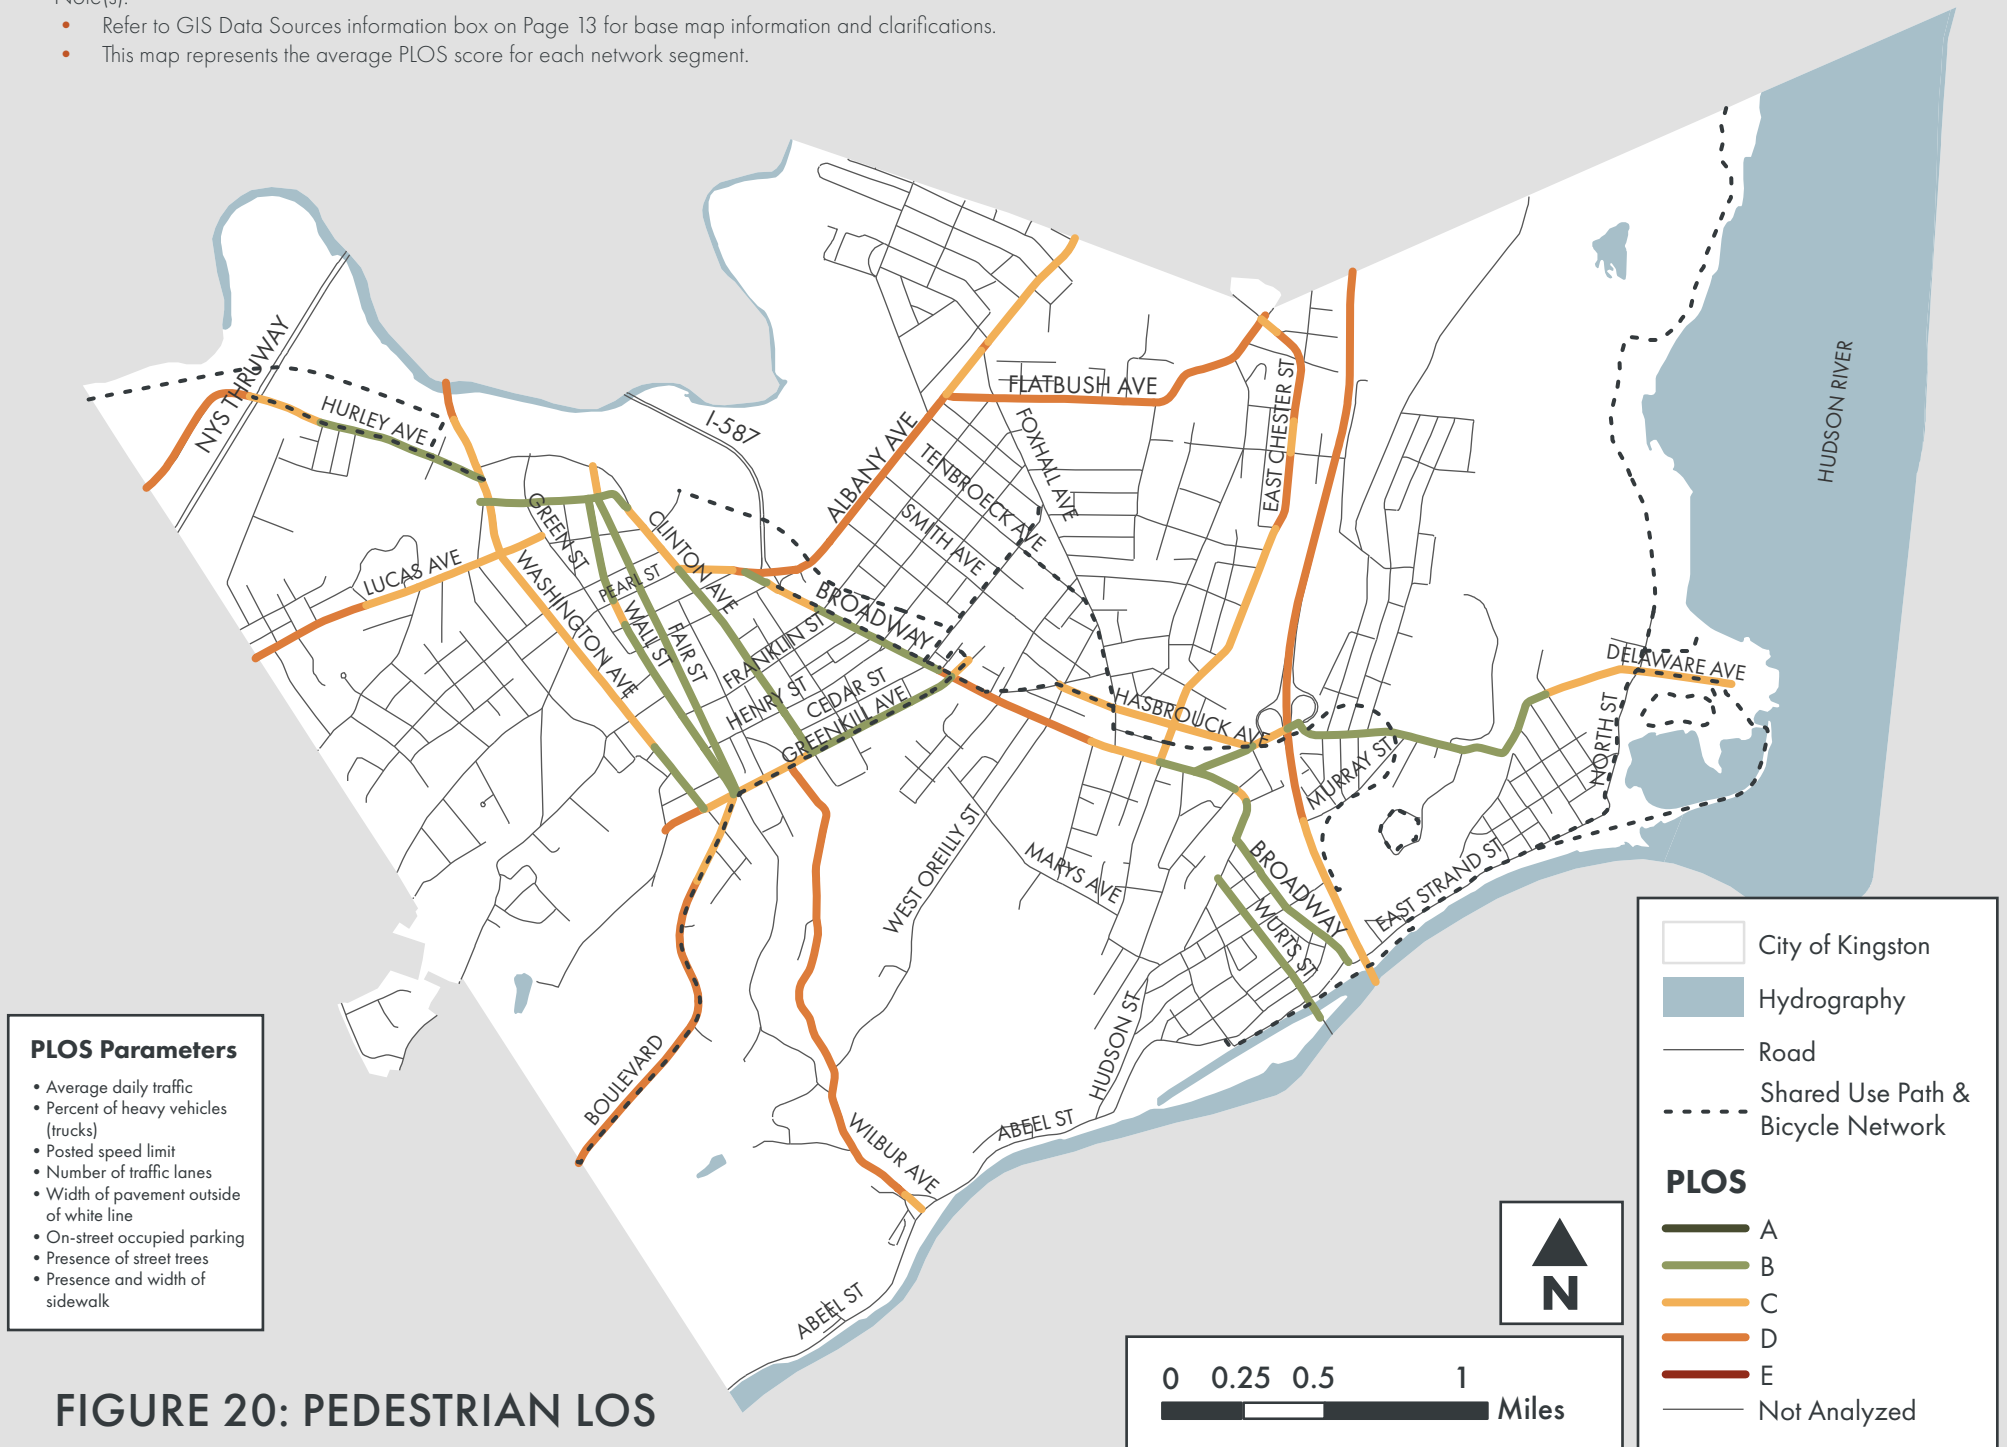 Note(s):
• Refer to GIS Data Sources information box on Page 13 for base map information and clarifications.
• This map represents the average PLOS score for each network segment.
NYS THRUWAY
HURLEY AVE
I-587
LUCAS AVE
GREEN ST
WASHINGTON AVE
PEARL ST
WALL ST
FAIR ST
CLINTON AVE
ALBANY AVE
FLATBUSH AVE
FOXHALL AVE
TENBROECK AVE
SMITH AVE
BROADWAY
FRANKLIN ST
HENRY ST
CEDAR ST
GREENKILL AVE
EAST CHESTER ST
HASBROUCK AVE
DELAWARE AVE
NORTH ST
MURRAY ST
EAST STRAND ST
BROADWAY
WURTS ST
MARYS AVE
WEST OREILLY ST
HUDSON ST
ABEEL ST
WILBUR AVE
BOULEVARD
ABEEL ST
HUDSON RIVER
PLOS Parameters
• Average daily traffic
• Percent of heavy vehicles
(trucks)
• Posted speed limit
• Number of traffic lanes
• Width of pavement outside
of white line
• On-street occupied parking
• Presence of street trees
• Presence and width of
sidewalk
City of Kingston
Hydrography
Road
Shared Use Path &
Bicycle Network
PLOS
A
B
C
D
E
Not Analyzed
N
0 0.25 0.5 1
Miles
FIGURE 20: PEDESTRIAN LOS